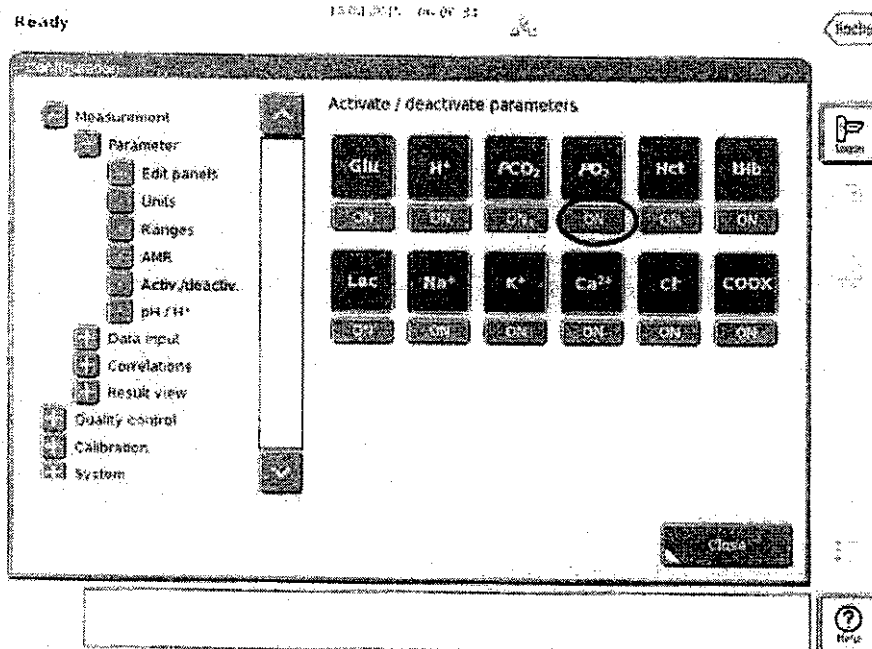 Ready
Roche
Activate / deactivate parameters
Measurement
Parameter
Edit panels
Units
Ranges
AMR
Activ./deactiv.
pH / H⁺
Data input
Correlations
Result view
Quality control
Calibration
System
Glu H⁺ PCO₂ PO₂ Hct tHb
ON ON ON ON ON ON
Lac Na⁺ K⁺ Ca²⁺ Cl⁻ COOX
ON ON ON ON ON
Close
Logon
Help